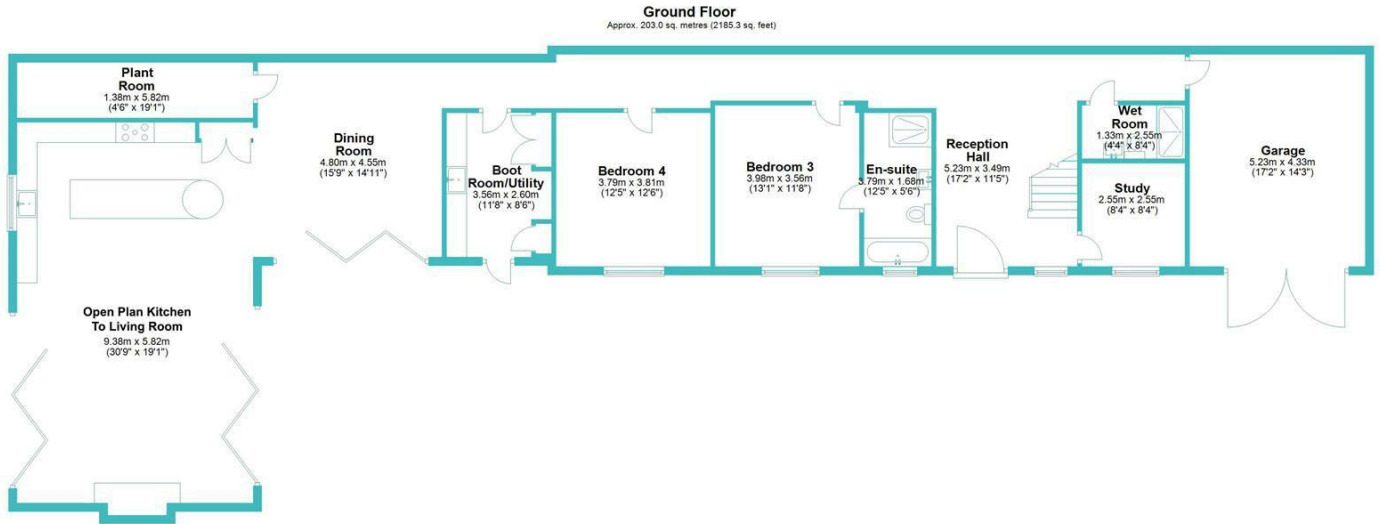 Ground Floor
Approx. 203.0 sq. metres (2185.3 sq. feet)
Plant
Room
1.38m x 5.82m
(4'6" x 19'1")
Dining
Room
4.80m x 4.55m
(15'9" x 14'11")
Boot
Room/Utility
3.56m x 2.60m
(11'8" x 8'6")
Bedroom 4
3.79m x 3.81m
(12'5" x 12'6")
Bedroom 3
3.98m x 3.56m
(13'1" x 11'8")
En-suite
3.79m x 1.68m
(12'5" x 5'6")
Reception
Hall
5.23m x 3.49m
(17'2" x 11'5")
Wet
Room
1.33m x 2.55m
(4'4" x 8'4")
Study
2.55m x 2.55m
(8'4" x 8'4")
Garage
5.23m x 4.33m
(17'2" x 14'3")
Open Plan Kitchen
To Living Room
9.38m x 5.82m
(30'9" x 19'1")